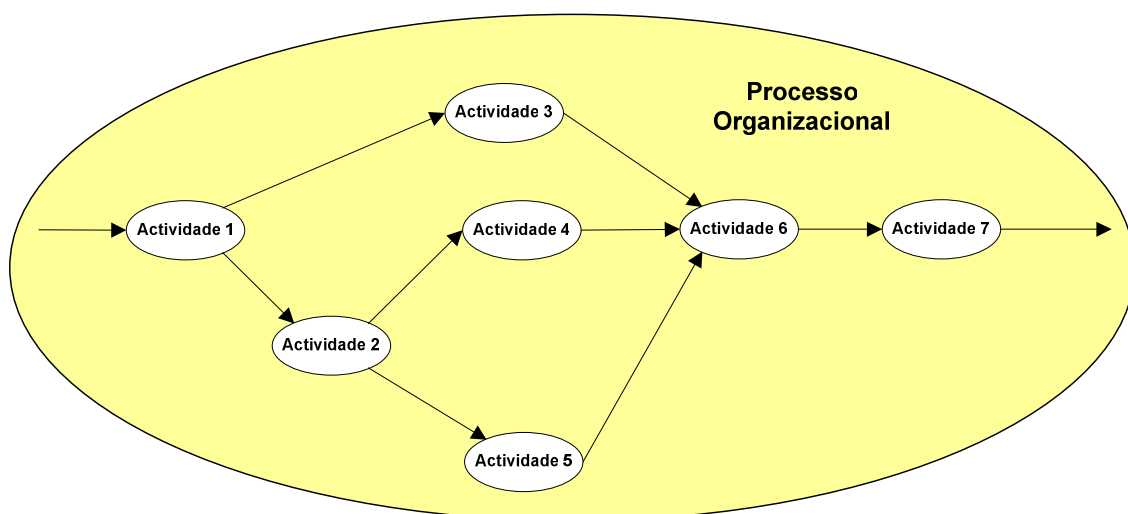 Processo
Organizacional
Actividade 3
Actividade 1
Actividade 4
Actividade 6
Actividade 7
Actividade 2
Actividade 5